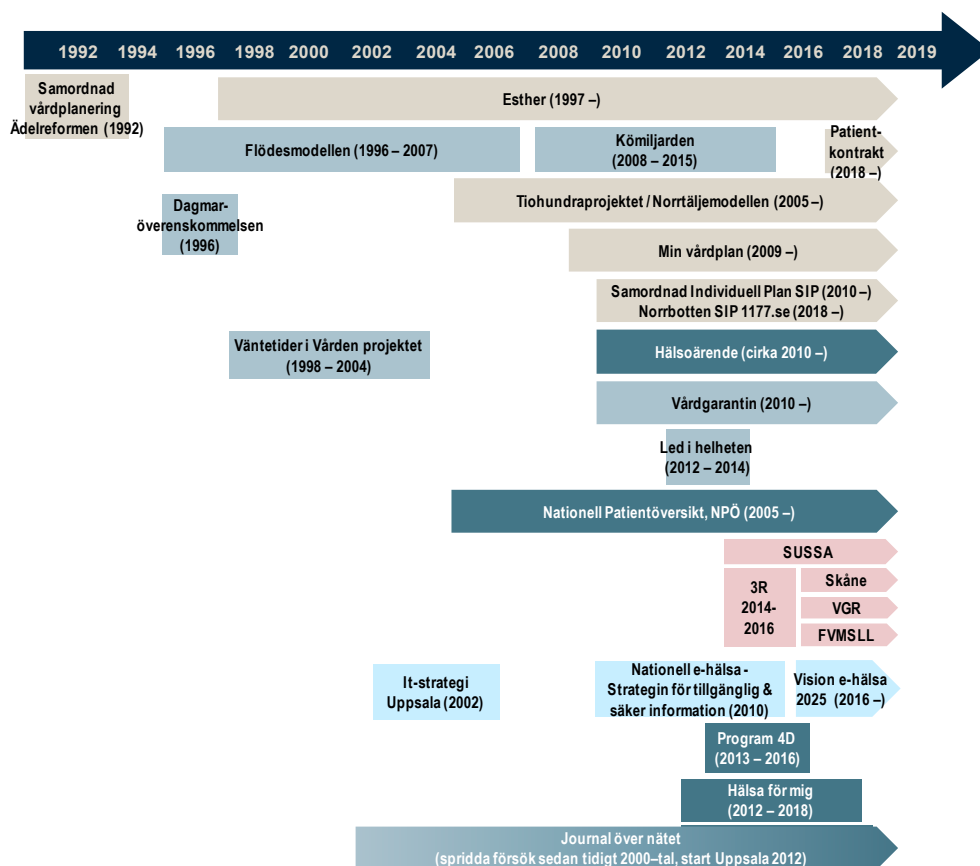 1992 1994 1996 1998 2000 2002 2004 2006 2008 2010 2012 2014 2016 2018 2019
Samordnad
vårdplanering
Ädelreformen (1992)
Esther (1997 –)
Flödesmodellen (1996 – 2007)
Kömiljarden
(2008 – 2015)
Patient-
kontrakt
(2018 –)
Dagmar-
överenskommelsen
(1996)
Tiohundraprojektet / Norrtäljemodellen (2005 –)
Min vårdplan (2009 –)
Samordnad Individuell Plan SIP (2010 –)
Norrbotten SIP 1177.se (2018 –)
Väntetider i Vården projektet
(1998 – 2004)
Hälsoärende (cirka 2010 –)
Vårdgarantin (2010 –)
Led i helheten
(2012 – 2014)
Nationell Patientöversikt, NPÖ (2005 –)
SUSSA
3R
2014-
2016
Skåne
VGR
FVMSLL
It-strategi
Uppsala (2002)
Nationell e-hälsa -
Strategin för tillgänglig &
säker information (2010)
Vision e-hälsa
2025 (2016 –)
Program 4D
(2013 – 2016)
Hälsa för mig
(2012 – 2018)
Journal över nätet
(spridda försök sedan tidigt 2000–tal, start Uppsala 2012)